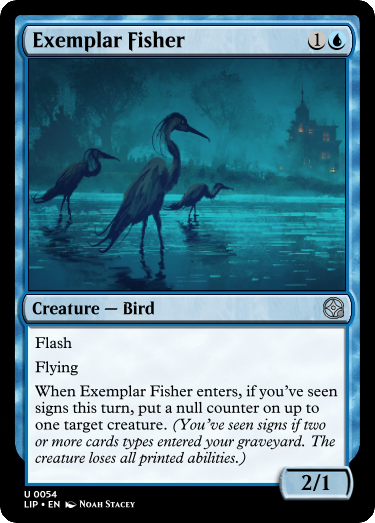 Exemplar Fisher 1
Creature — Bird
Flash
Flying
When Exemplar Fisher enters, if you've seen
signs this turn, put a null counter on up to
one target creature. (You've seen signs if two
or more cards types entered your graveyard. The
creature loses all printed abilities.)
2/1
U 0054
LIP • EN Noah Stacey